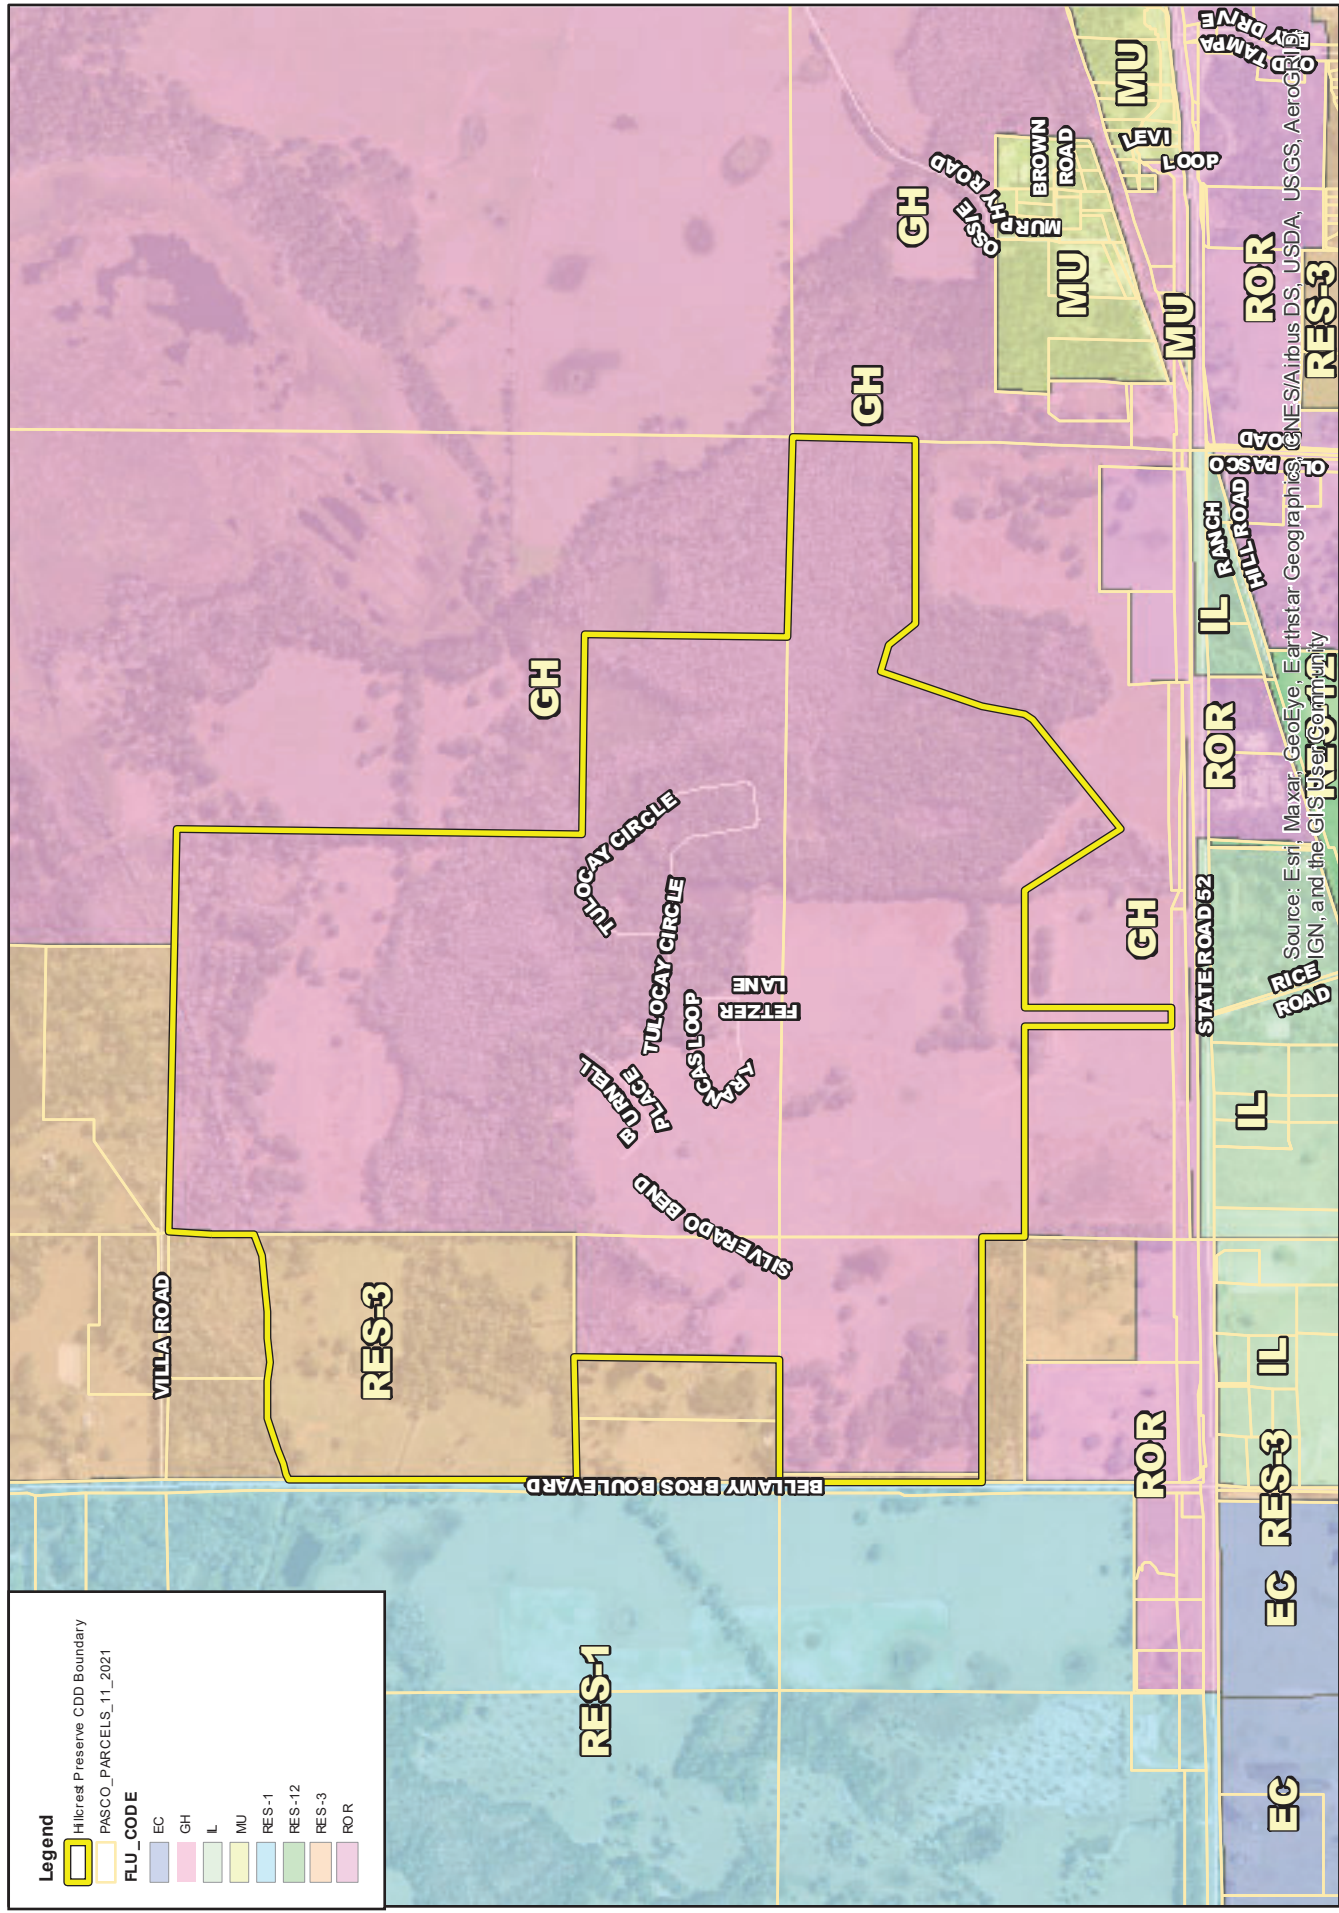 Legend
Hillcrest Preserve CDD Boundary
PASCO_PARCELS_11_2021
FLU_CODE
EC
GH
IL
MU
RES-1
RES-12
RES-3
ROR
VILLA ROAD
RES-3
RES-1
BELLAMY BROS BOULEVARD
SILVERADO BEND
BURNELL
PLACE
TULOCAY CIRCLE
TULOCAY CIRCLE
TRANCAS LOOP
FETZER
LANE
GH
GH
GH
GH
OSSIE MURPHY ROAD
BROWN
ROAD
MU
MU
MU
LEVI
LOOP
OLD TAMPA
BAY DRIVE
ROR
RES-3
OLD PASCO
ROAD
RANCH
HILL ROAD
IL
RES-12
ROR
STATE ROAD 52
RICE
ROAD
IL
IL
ROR
RES-3
EC
EC
Source: Esri, Maxar, GeoEye, Earthstar Geographics, CNES/Airbus DS, USDA, USGS, AeroGRID,
IGN, and the GIS User Community